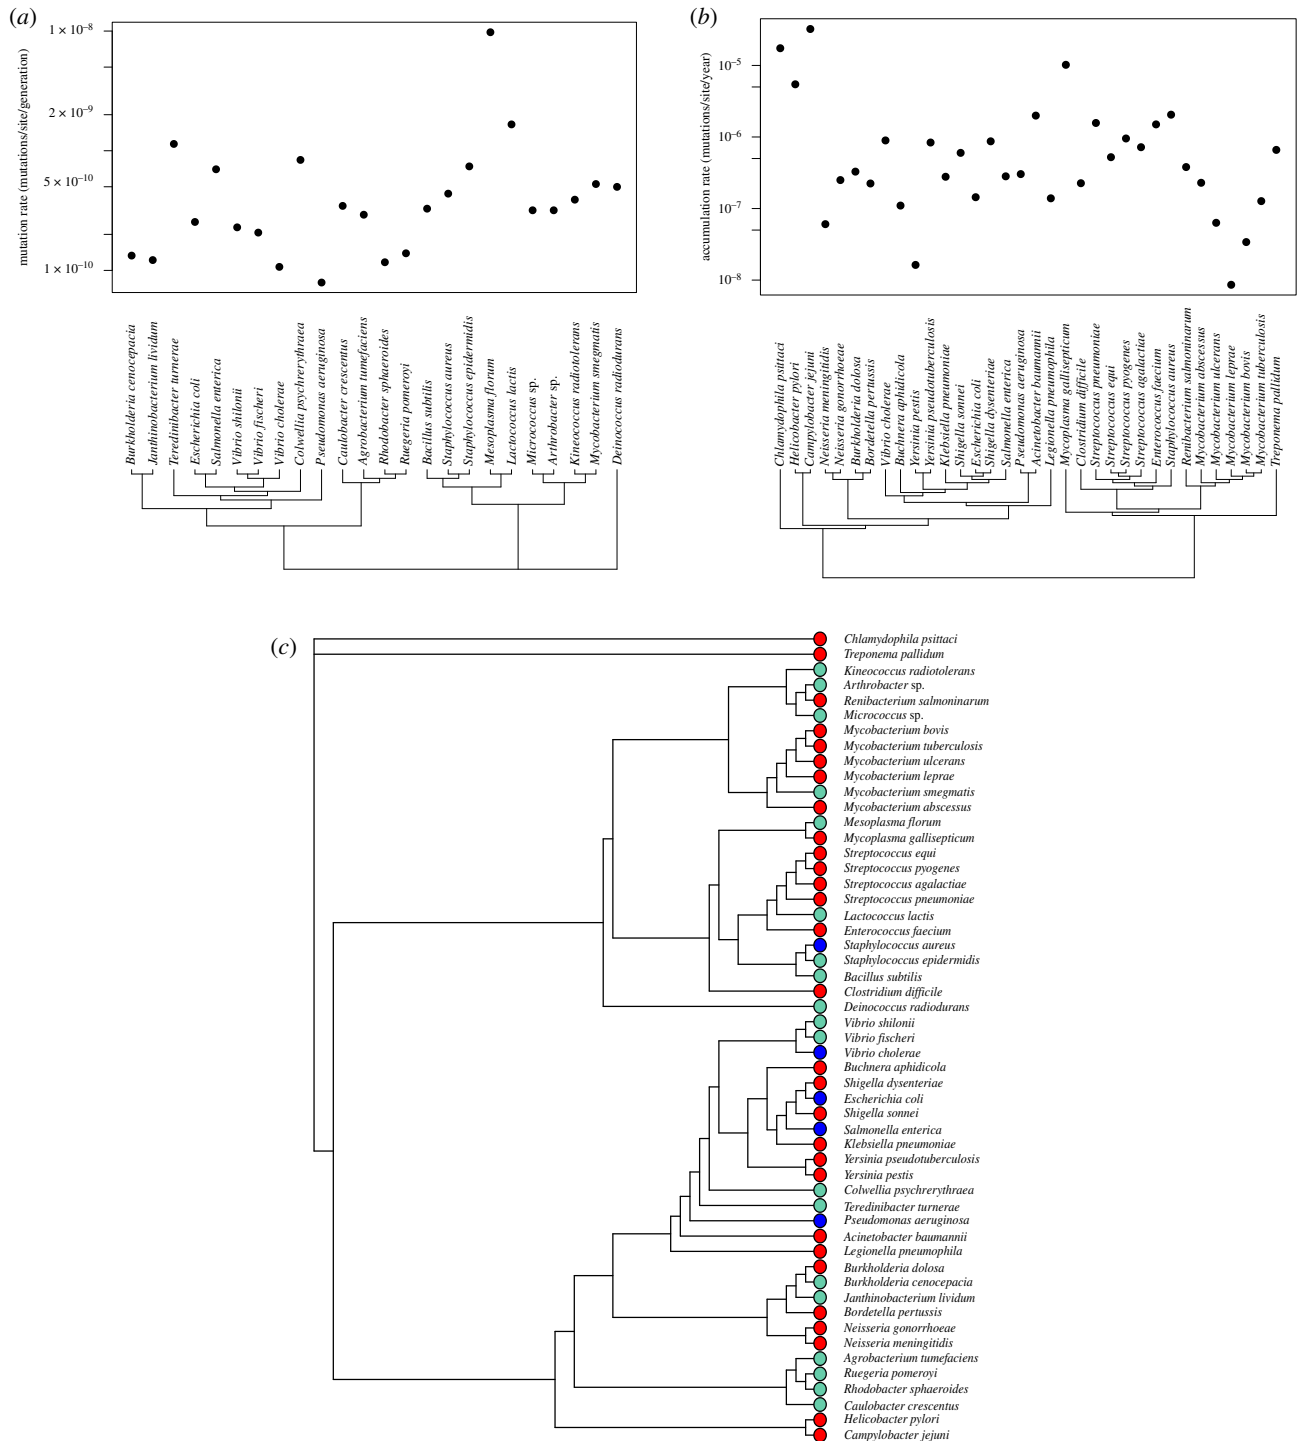 (a)
mutation rate (mutations/site/generation)
1 × 10–8
2 × 10–9
5 × 10–10
1 × 10–10
Burkholderia cenocepacia
Janthinobacterium lividum
Teredinibacter turnerae
Escherichia coli
Salmonella enterica
Vibrio shilonii
Vibrio fischeri
Vibrio cholerae
Colwellia psychrerythraea
Pseudomonas aeruginosa
Caulobacter crescentus
Agrobacterium tumefaciens
Rhodobacter sphaeroides
Ruegeria pomeroyi
Bacillus subtilis
Staphylococcus aureus
Staphylococcus epidermidis
Mesoplasma florum
Lactococcus lactis
Micrococcus sp.
Arthrobacter sp.
Kineococcus radiotolerans
Mycobacterium smegmatis
Deinococcus radiodurans
(b)
accumulation rate (mutations/site/year)
10–5
10–6
10–7
10–8
Chlamydophila psittaci
Helicobacter pylori
Campylobacter jejuni
Neisseria meningitidis
Neisseria gonorrhoeae
Burkholderia dolosa
Bordetella pertussis
Vibrio cholerae
Buchnera aphidicola
Yersinia pestis
Yersinia pseudotuberculosis
Klebsiella pneumoniae
Shigella sonnei
Escherichia coli
Shigella dysenteriae
Salmonella enterica
Pseudomonas aeruginosa
Acinetobacter baumannii
Legionella pneumophila
Mycoplasma gallisepticum
Clostridium difficile
Streptococcus pneumoniae
Streptococcus equi
Streptococcus pyogenes
Streptococcus agalactiae
Enterococcus faecium
Staphylococcus aureus
Renibacterium salmoninarum
Mycobacterium abscessus
Mycobacterium ulcerans
Mycobacterium leprae
Mycobacterium bovis
Mycobacterium tuberculosis
Treponema pallidum
(c)
Chlamydophila psittaci
Treponema pallidum
Kineococcus radiotolerans
Arthrobacter sp.
Renibacterium salmoninarum
Micrococcus sp.
Mycobacterium bovis
Mycobacterium tuberculosis
Mycobacterium ulcerans
Mycobacterium leprae
Mycobacterium smegmatis
Mycobacterium abscessus
Mesoplasma florum
Mycoplasma gallisepticum
Streptococcus equi
Streptococcus pyogenes
Streptococcus agalactiae
Streptococcus pneumoniae
Lactococcus lactis
Enterococcus faecium
Staphylococcus aureus
Staphylococcus epidermidis
Bacillus subtilis
Clostridium difficile
Deinococcus radiodurans
Vibrio shilonii
Vibrio fischeri
Vibrio cholerae
Buchnera aphidicola
Shigella dysenteriae
Escherichia coli
Shigella sonnei
Salmonella enterica
Klebsiella pneumoniae
Yersinia pseudotuberculosis
Yersinia pestis
Colwellia psychrerythraea
Teredinibacter turnerae
Pseudomonas aeruginosa
Acinetobacter baumannii
Legionella pneumophila
Burkholderia dolosa
Burkholderia cenocepacia
Janthinobacterium lividum
Bordetella pertussis
Neisseria gonorrhoeae
Neisseria meningitidis
Agrobacterium tumefaciens
Ruegeria pomeroyi
Rhodobacter sphaeroides
Caulobacter crescentus
Helicobacter pylori
Campylobacter jejuni